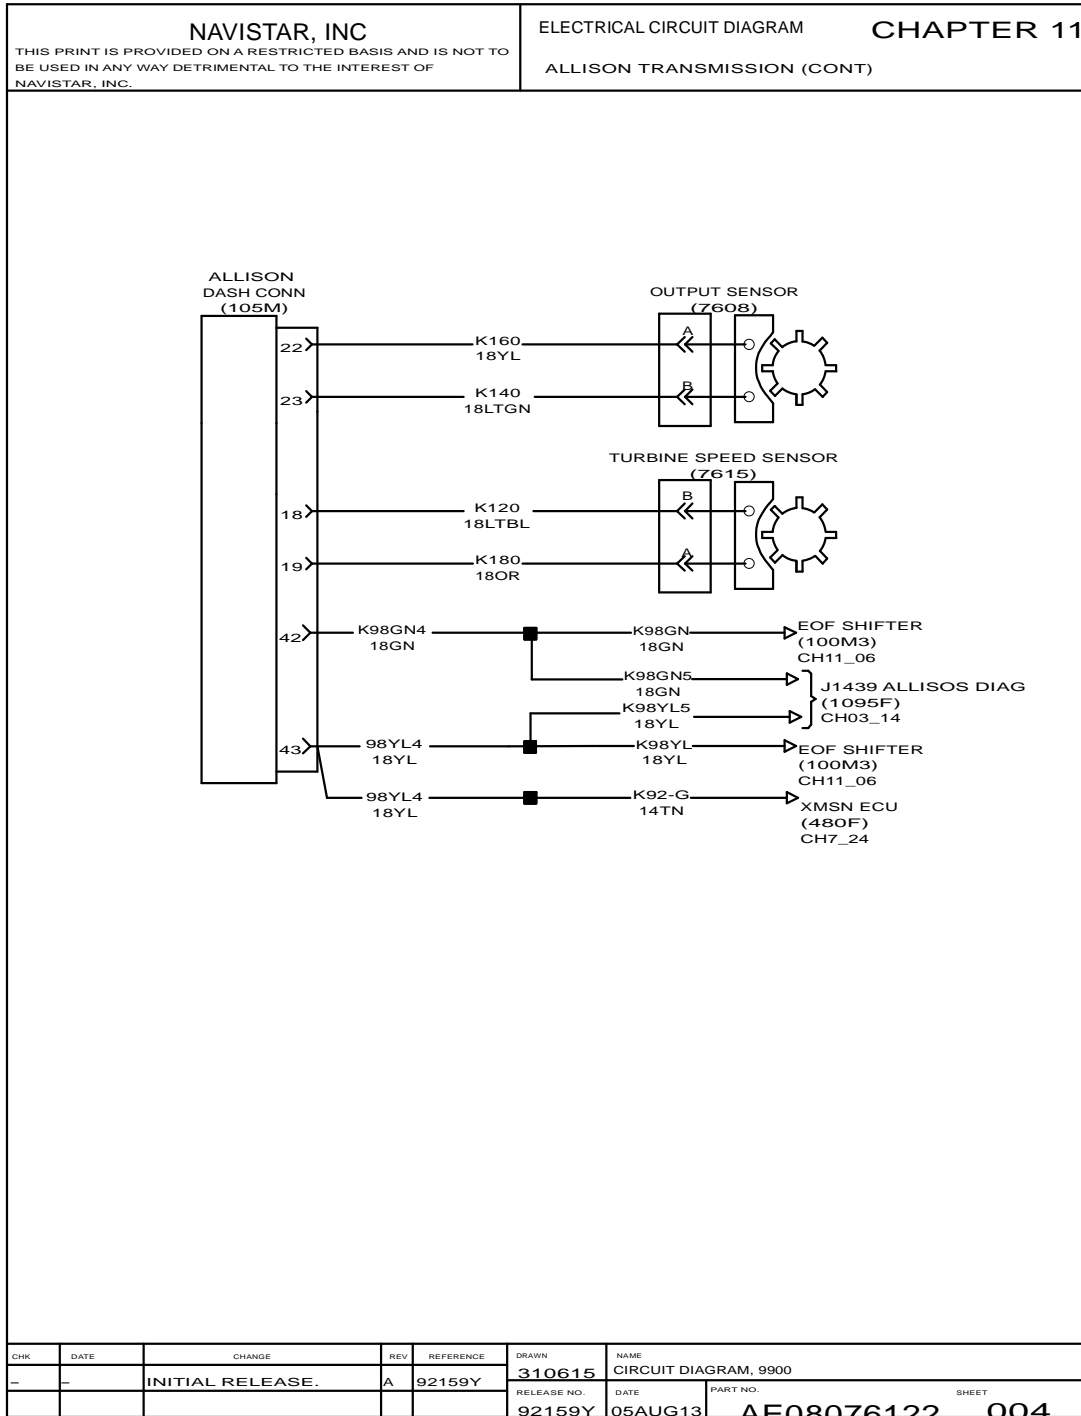 NAVISTAR, INC
THIS PRINT IS PROVIDED ON A RESTRICTED BASIS AND IS NOT TO
BE USED IN ANY WAY DETRIMENTAL TO THE INTEREST OF
NAVISTAR, INC.
ELECTRICAL CIRCUIT DIAGRAM
CHAPTER 11
ALLISON TRANSMISSION (CONT)
ALLISON
DASH CONN
(105M)
OUTPUT SENSOR
(7608)
22
K160
18YL
A
23
K140
18LTGN
B
TURBINE SPEED SENSOR
(7615)
18
K120
18LTBL
B
19
K180
18OR
A
42
K98GN4
18GN
K98GN
18GN
EOF SHIFTER
(100M3)
CH11_06
K98GN5
18GN
K98YL5
18YL
J1439 ALLISOS DIAG
(1095F)
CH03_14
43
98YL4
18YL
K98YL
18YL
EOF SHIFTER
(100M3)
CH11_06
98YL4
18YL
K92-G
14TN
XMSN ECU
(480F)
CH7_24
CHK
DATE
CHANGE
REV
REFERENCE
DRAWN
NAME
–
–
INITIAL RELEASE.
A
92159Y
310615
CIRCUIT DIAGRAM, 9900
RELEASE NO.
DATE
PART NO.
SHEET
92159Y
05AUG13
AE08076122
004